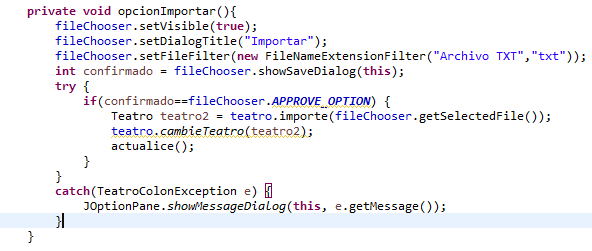 private void opcionImportar(){
fileChooser.setVisible(true);
fileChooser.setDialogTitle("Importar");
fileChooser.setFileFilter(new FileNameExtensionFilter("Archivo TXT","txt"));
int confirmado = fileChooser.showSaveDialog(this);
try {
if(confirmado==fileChooser.APPROVE_OPTION) {
Teatro teatro2 = teatro.importe(fileChooser.getSelectedFile());
teatro.cambieTeatro(teatro2);
actualice();
}
}
catch(TeatroColonException e) {
JOptionPane.showMessageDialog(this, e.getMessage());
}
}